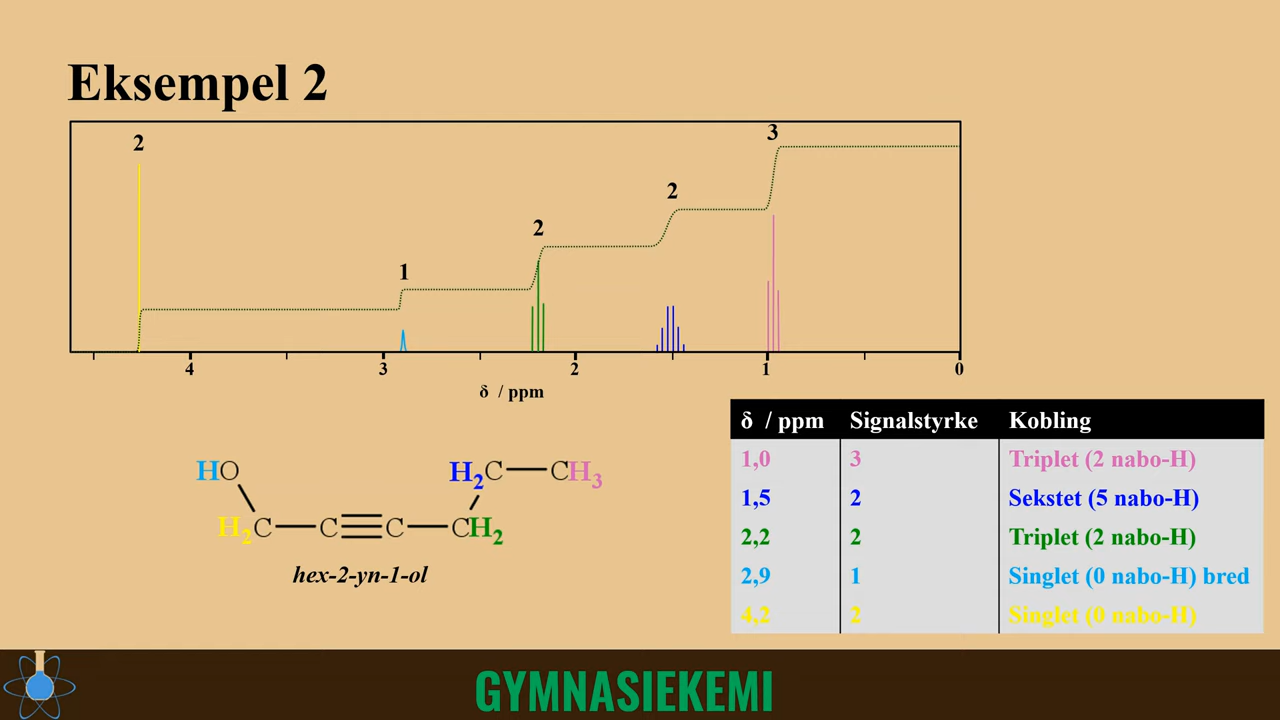 Eksempel 2
3
2
2
2
1
4 3 2 1 0
δ / ppm
δ / ppm Signalstyrke Kobling
1,0 3 Triplet (2 nabo-H)
1,5 2 Sekstet (5 nabo-H)
2,2 2 Triplet (2 nabo-H)
2,9 1 Singlet (0 nabo-H) bred
4,2 2 Singlet (0 nabo-H)
HO H₂C CH₃
H₂C C C CH₂
hex-2-yn-1-ol
GYMNASIEKEMI